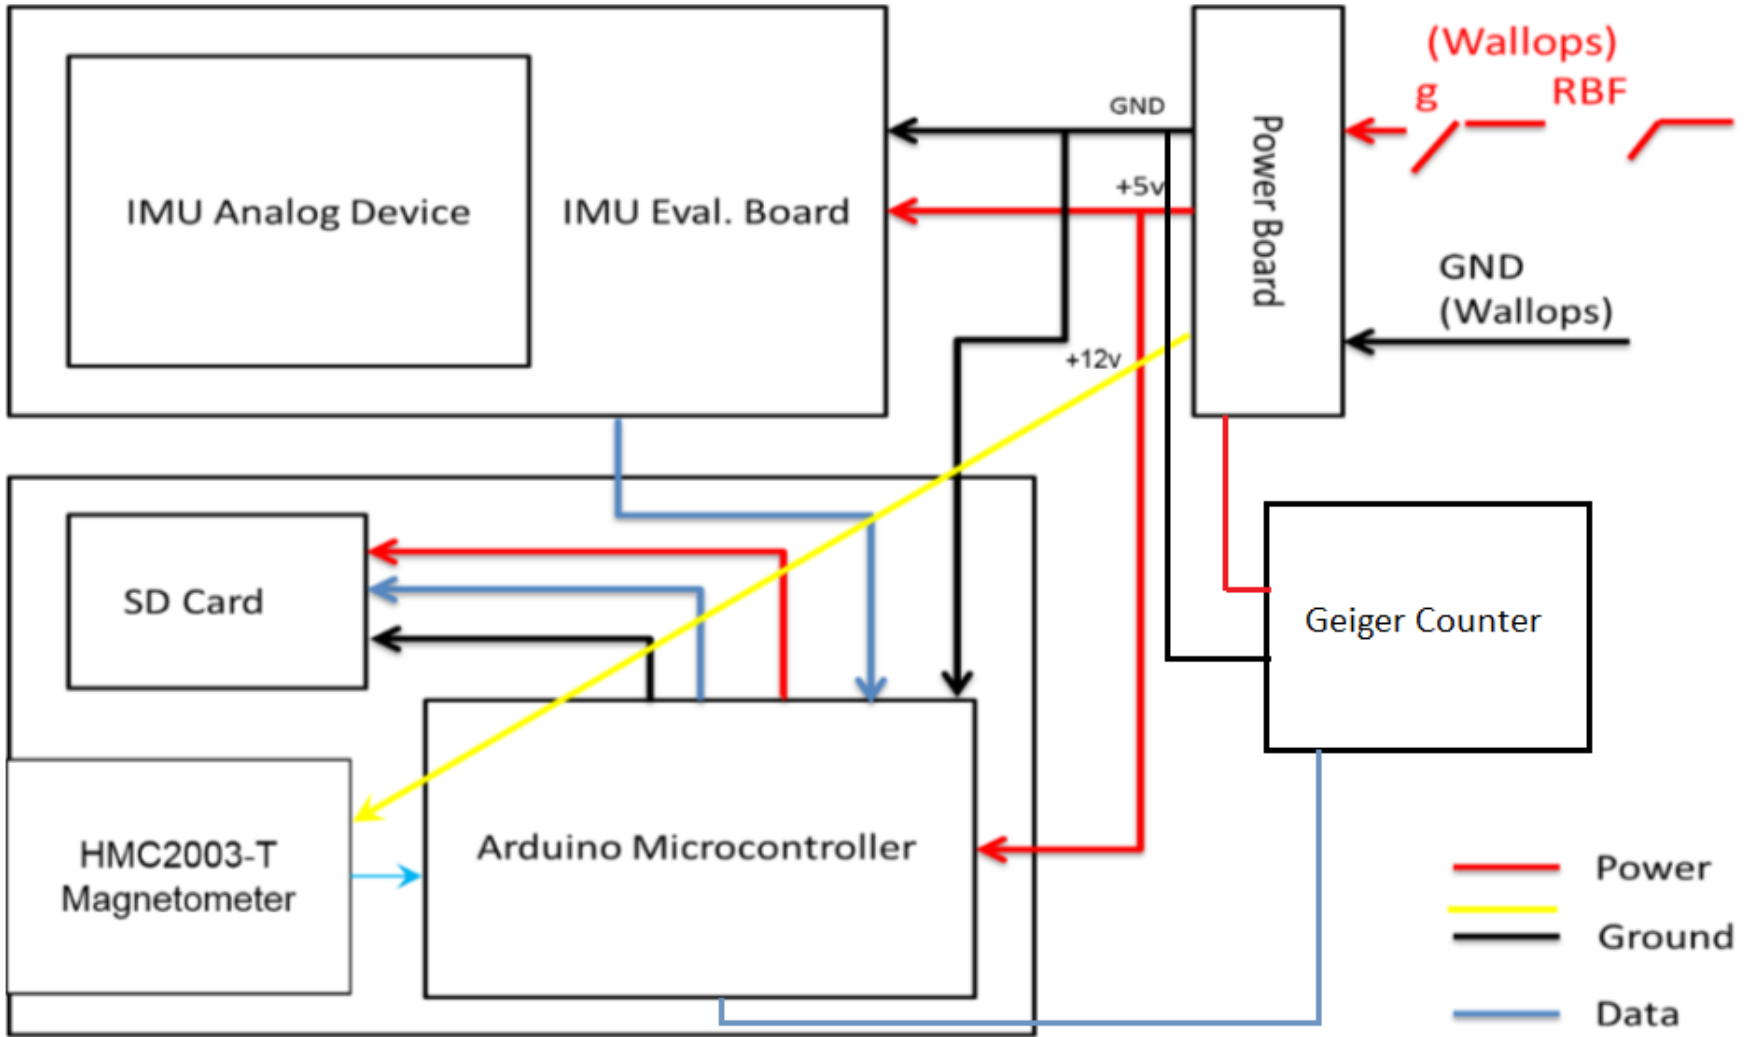 (Wallops)
g RBF
GND
Power Board
+5v
IMU Analog Device
IMU Eval. Board
GND
(Wallops)
+12v
SD Card
Geiger Counter
HMC2003-T
Magnetometer
Arduino Microcontroller
Power
Ground
Data